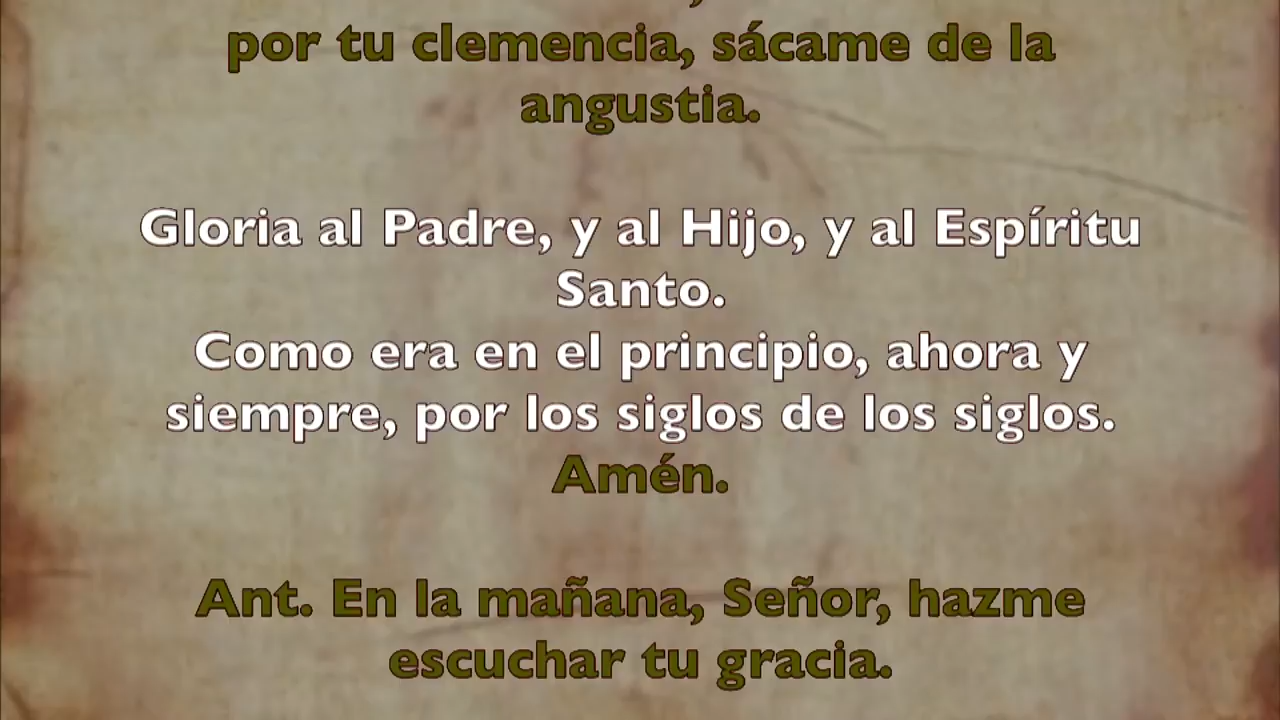 por tu clemencia, sácame de la
angustia.
Gloria al Padre, y al Hijo, y al Espíritu
Santo.
Como era en el principio, ahora y
siempre, por los siglos de los siglos.
Amén.
Ant. En la mañana, Señor, hazme
escuchar tu gracia.